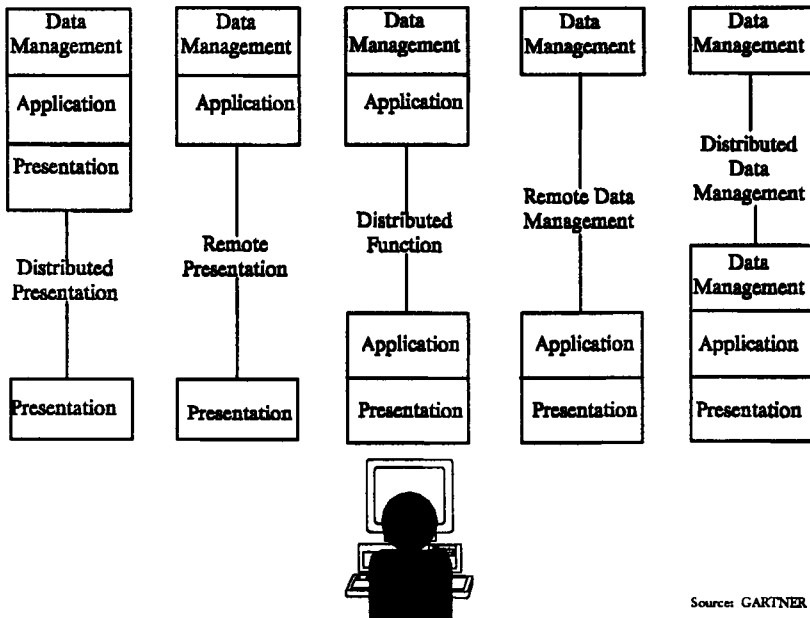 Data
Management
Application
Presentation
Distributed
Presentation
Presentation
Data
Management
Application
Remote
Presentation
Presentation
Data
Management
Application
Distributed
Function
Application
Presentation
Data
Management
Remote Data
Management
Application
Presentation
Data
Management
Distributed
Data
Management
Data
Management
Application
Presentation
Source: GARTNER